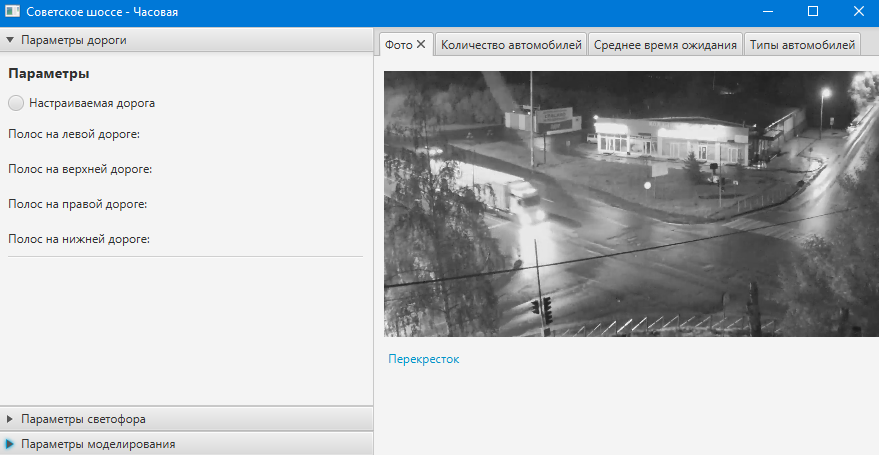 Советское шоссе - Часовая
Параметры дороги
Параметры
Настраиваемая дорога
Полос на левой дороге:
Полос на верхней дороге:
Полос на правой дороге:
Полос на нижней дороге:
Параметры светофора
Параметры моделирования
Фото
Количество автомобилей
Среднее время ожидания
Типы автомобилей
Перекресток